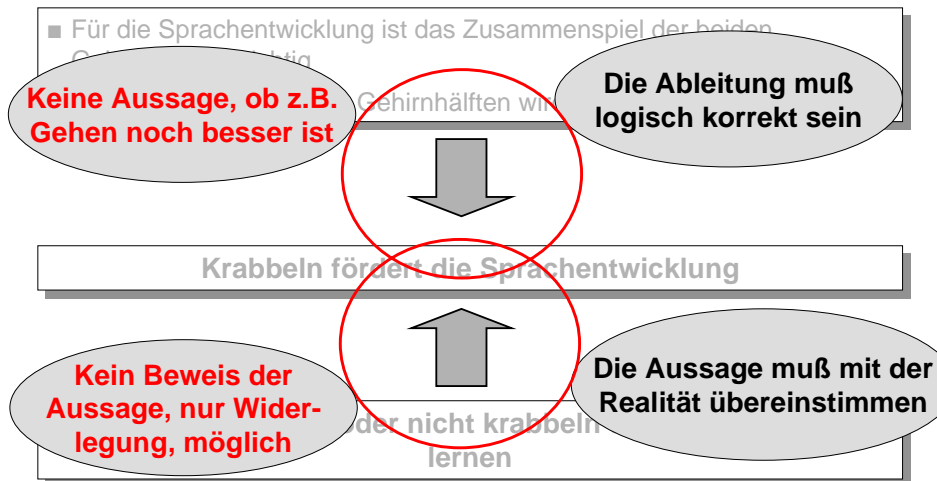 ■ Für die Sprachentwicklung ist das Zusammenspiel der beiden
Keine Aussage, ob z.B.
Gehen noch besser ist
Gehirnhälften
Die Ableitung muß
logisch korrekt sein
Krabbeln fördert die Sprachentwicklung
Kein Beweis der
Aussage, nur Wider-
legung, möglich
Die Aussage muß mit der
Realität übereinstimmen
oder nicht krabbeln
lernen